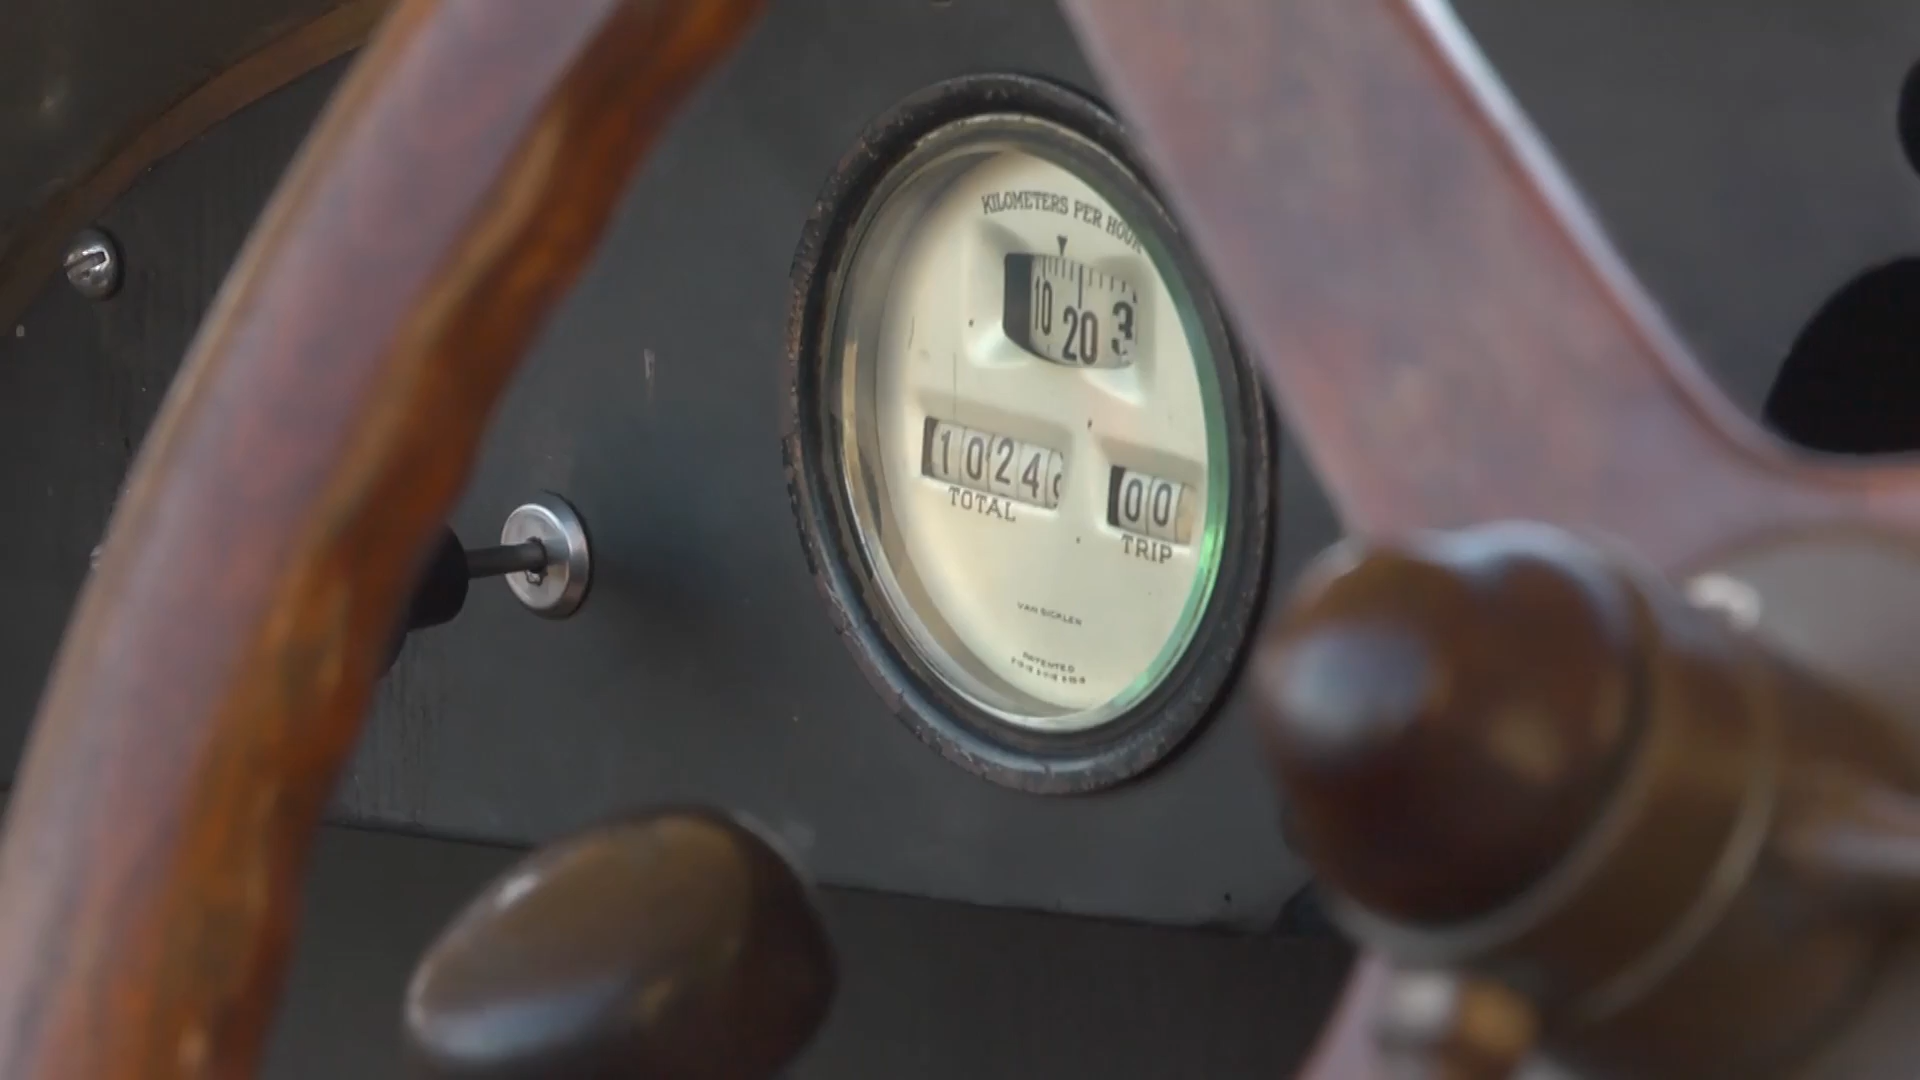 KILOMETERS PER HOUR
10 20 3
1024
00
TOTAL
TRIP
VAN SICKLEN
PATENTED